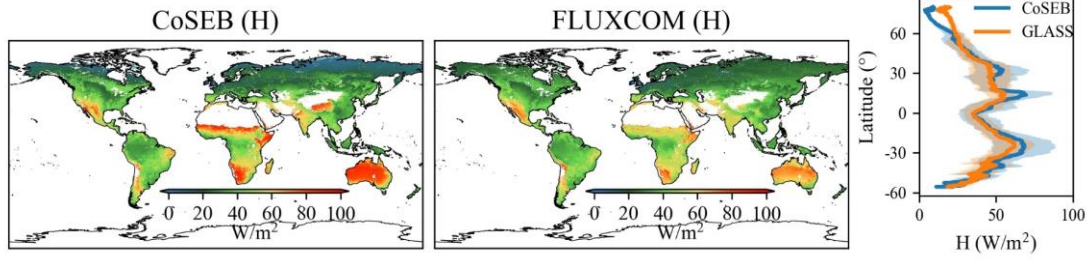 CoSEB (H)
0 20 40 60 80 100
W/m²
FLUXCOM (H)
0 20 40 60 80 100
W/m²
CoSEB
GLASS
Latitude (°)
60
30
0
-30
-60
0 50 100
H (W/m²)